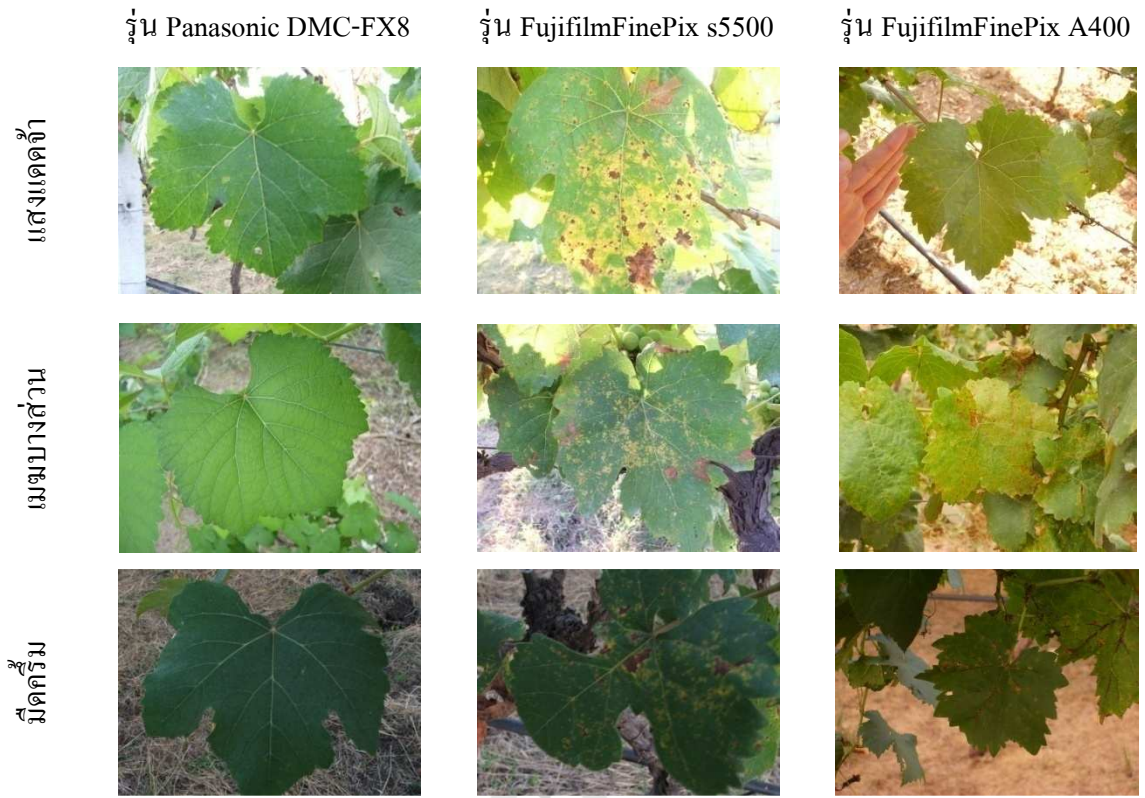 รุ่น Panasonic DMC-FX8
รุ่น FujifilmFinePix s5500
รุ่น FujifilmFinePix A400
แสงแดดจ้า
เมฆบางส่วน
มืดครึ้ม